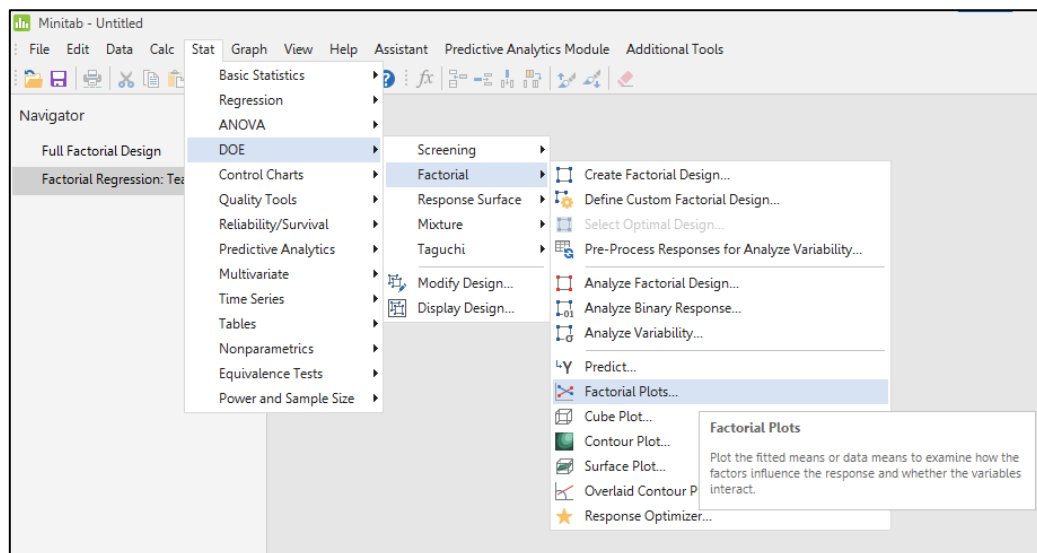 Minitab - Untitled
File Edit Data Calc Stat Graph View Help Assistant Predictive Analytics Module Additional Tools
Navigator
Full Factorial Design
Factorial Regression: Tea
Basic Statistics
Regression
ANOVA
DOE
Control Charts
Quality Tools
Reliability/Survival
Predictive Analytics
Multivariate
Time Series
Tables
Nonparametrics
Equivalence Tests
Power and Sample Size
Screening
Factorial
Response Surface
Mixture
Taguchi
Modify Design...
Display Design...
Create Factorial Design...
Define Custom Factorial Design...
Select Optimal Design...
Pre-Process Responses for Analyze Variability...
Analyze Factorial Design...
Analyze Binary Response...
Analyze Variability...
Predict...
Factorial Plots...
Cube Plot...
Contour Plot...
Surface Plot...
Overlaid Contour P
Response Optimizer...
Factorial Plots
Plot the fitted means or data means to examine how the
factors influence the response and whether the variables
interact.